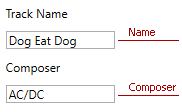 Track Name
Dog Eat Dog Name
Composer
AC/DC Composer